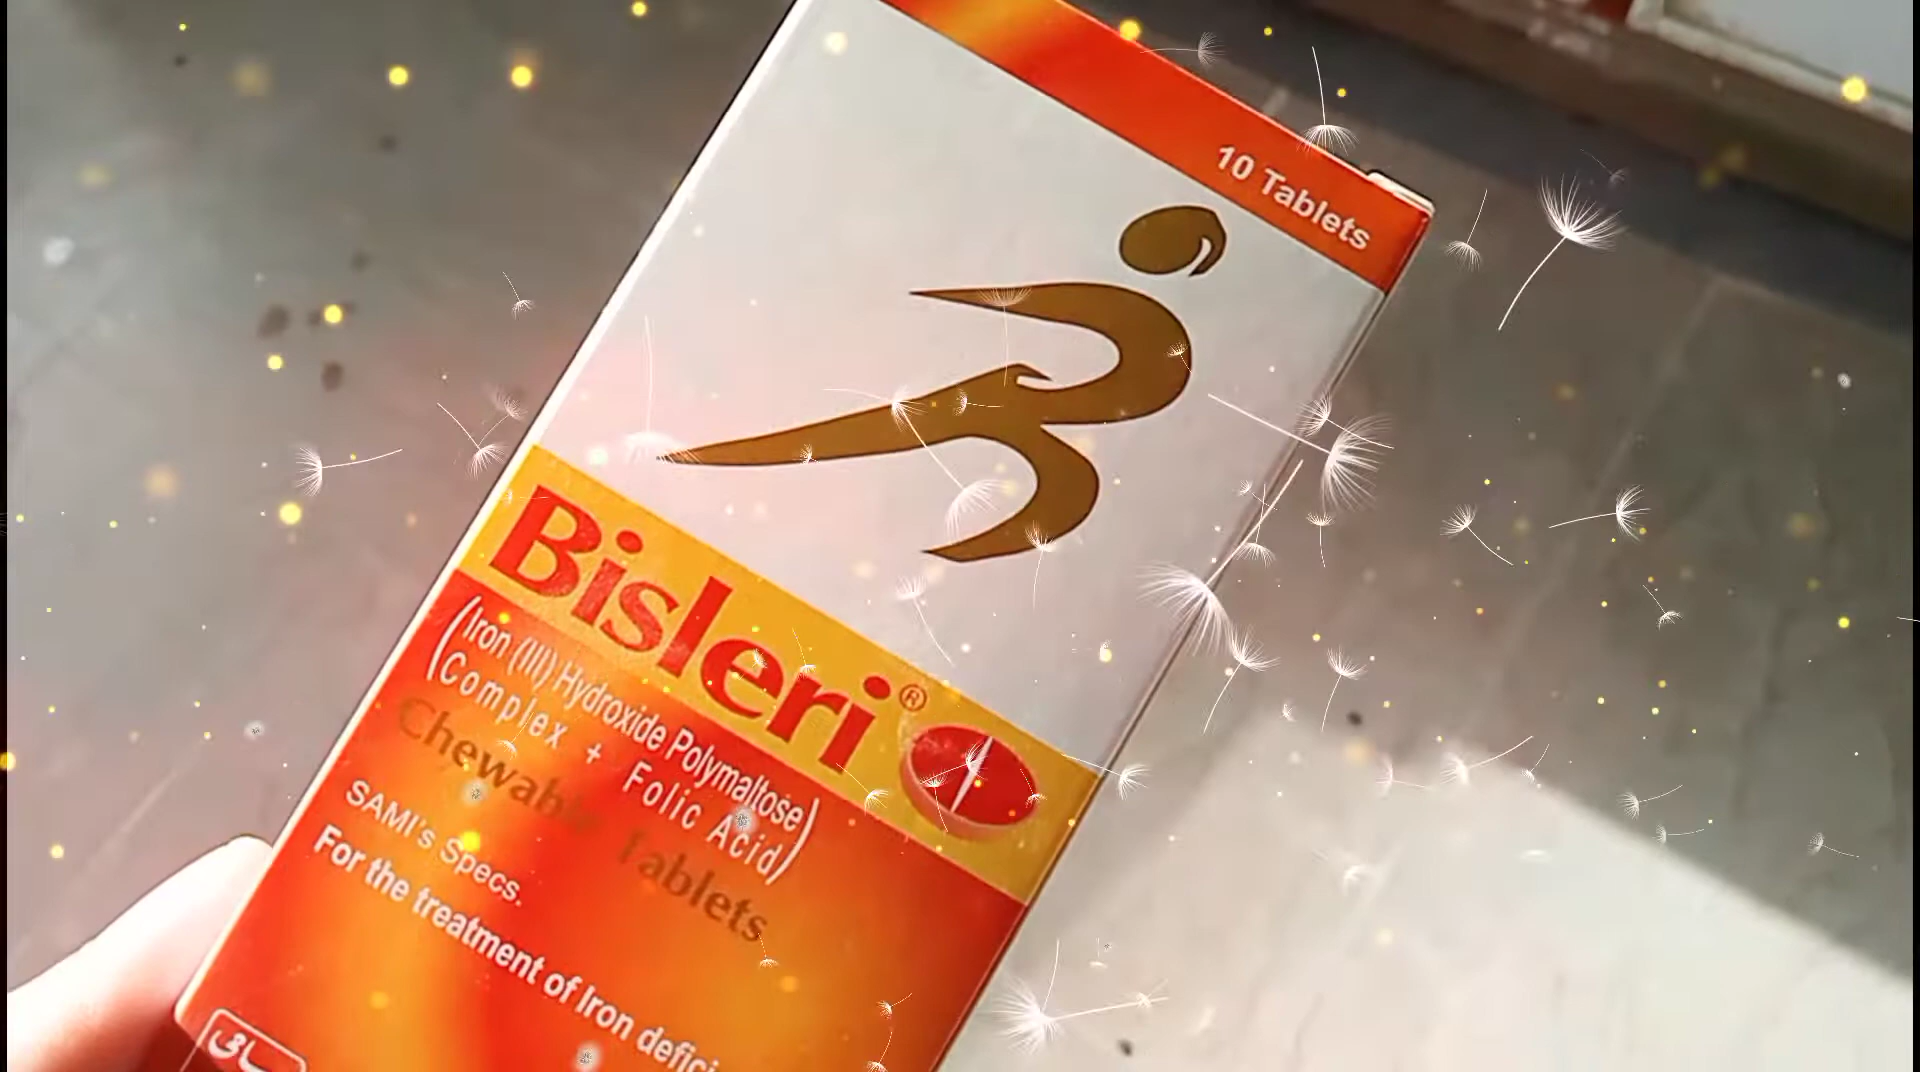 10 Tablets
Bisleri®
(Iron (III) Hydroxide Polymaltose)
(Complex + Folic Acid)
Chewable Tablets
SAMI's Specs.
For the treatment of Iron
سامی